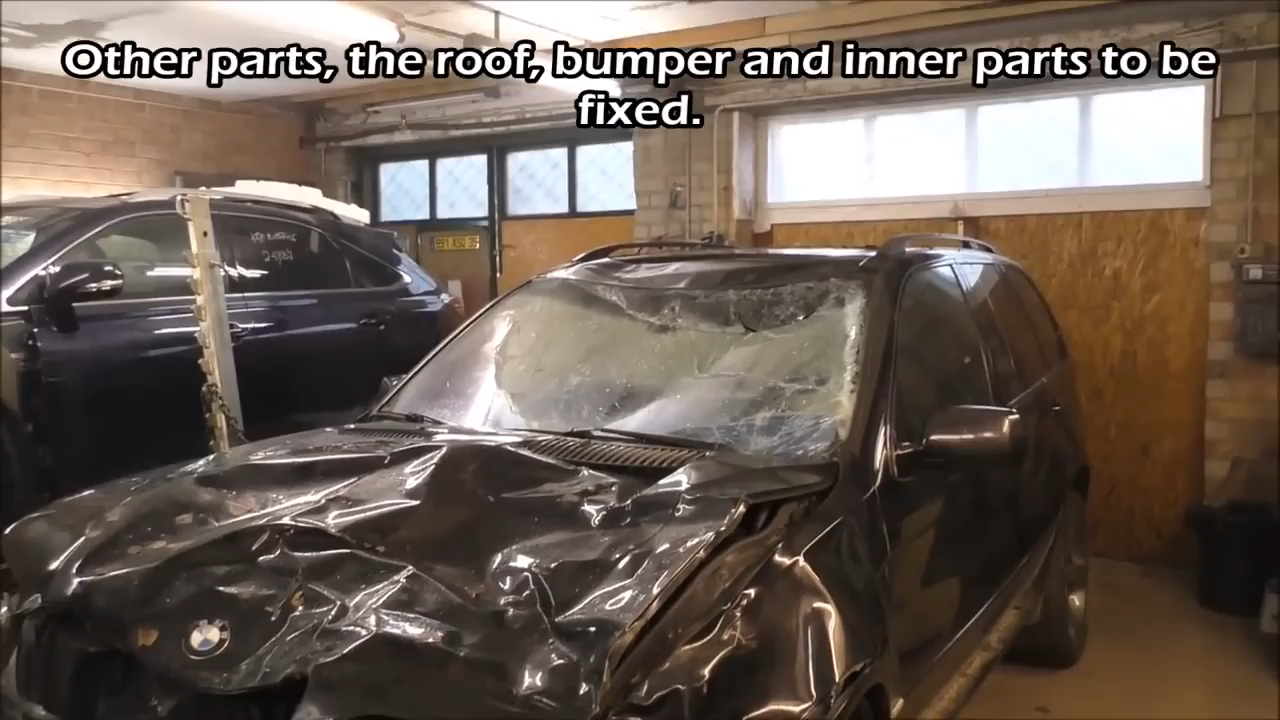 Other parts, the roof, bumper and inner parts to be
fixed.